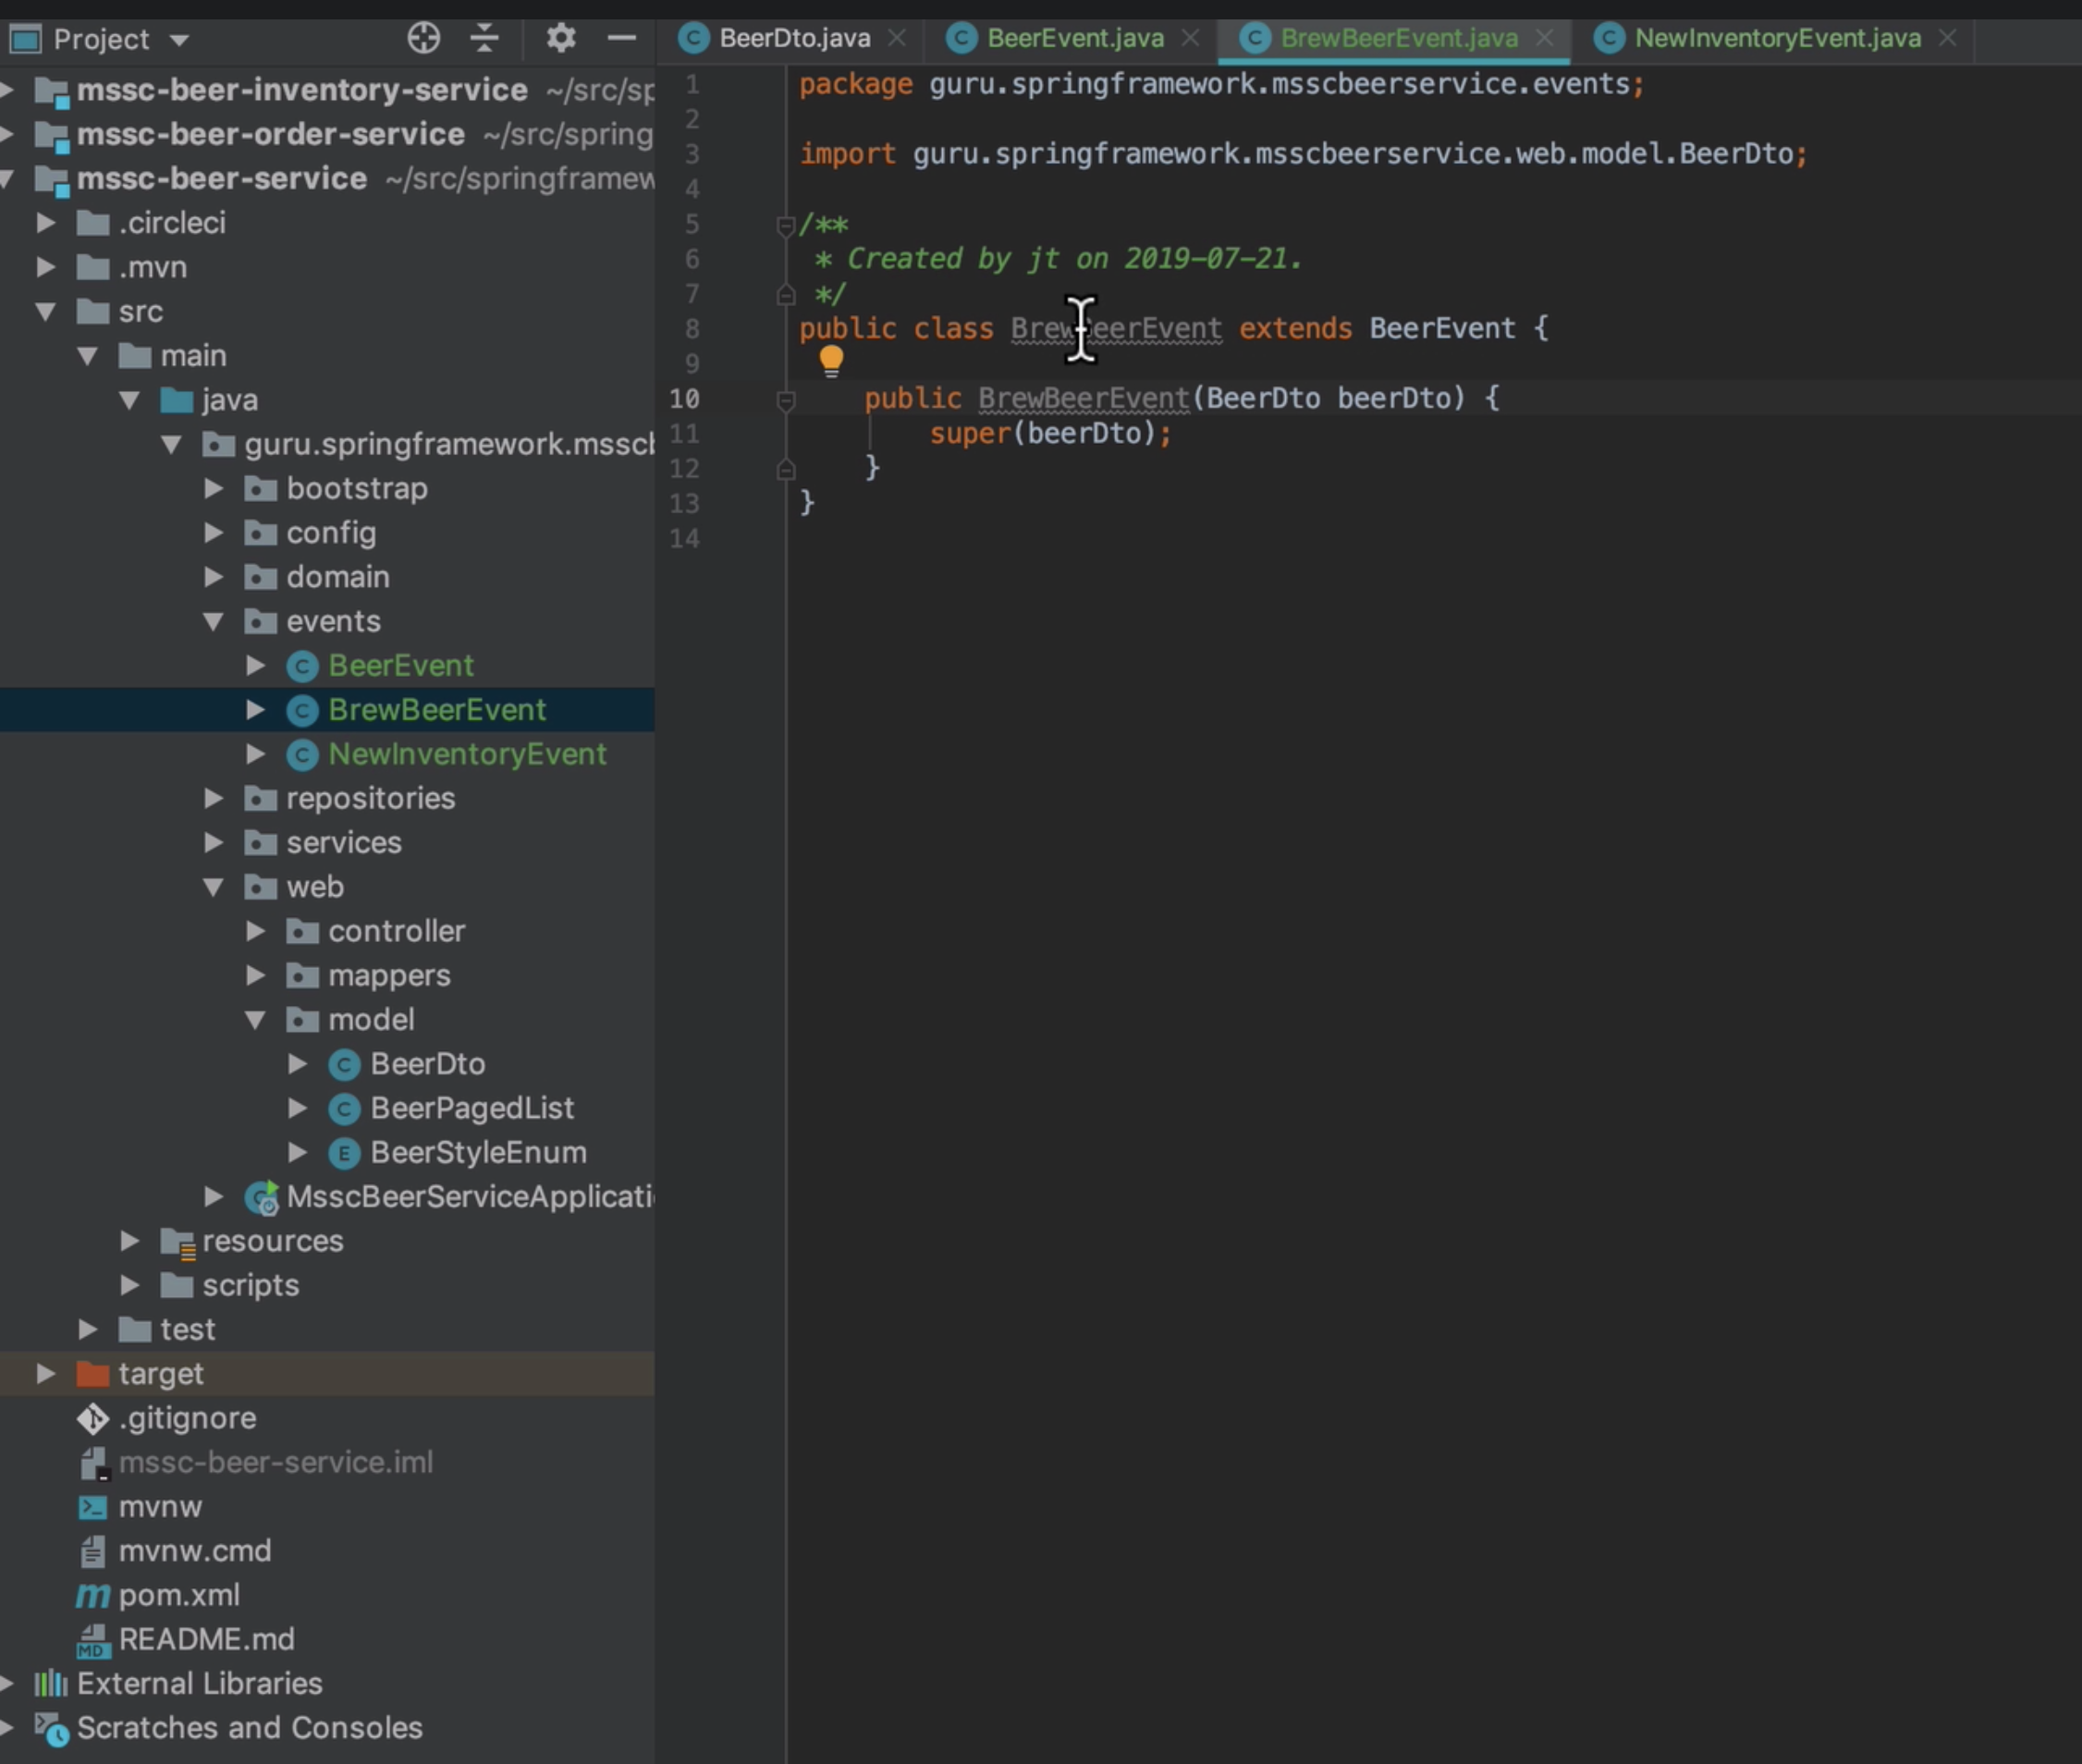 Project
mssc-beer-inventory-service ~/src/sp
mssc-beer-order-service ~/src/spring
mssc-beer-service ~/src/springframew
.circleci
.mvn
src
main
java
guru.springframework.msscb
bootstrap
config
domain
events
BeerEvent
BrewBeerEvent
NewInventoryEvent
repositories
services
web
controller
mappers
model
BeerDto
BeerPagedList
BeerStyleEnum
MsscBeerServiceApplicati
resources
scripts
test
target
.gitignore
mssc-beer-service.iml
mvnw
mvnw.cmd
pom.xml
README.md
External Libraries
Scratches and Consoles
BeerDto.java BeerEvent.java BrewBeerEvent.java NewInventoryEvent.java
1 package guru.springframework.msscbeerservice.events;
2
3 import guru.springframework.msscbeerservice.web.model.BeerDto;
4
5 /**
6 * Created by jt on 2019-07-21.
7 */
8 public class BrewBeerEvent extends BeerEvent {
9
10 public BrewBeerEvent(BeerDto beerDto) {
11 super(beerDto);
12 }
13 }
14